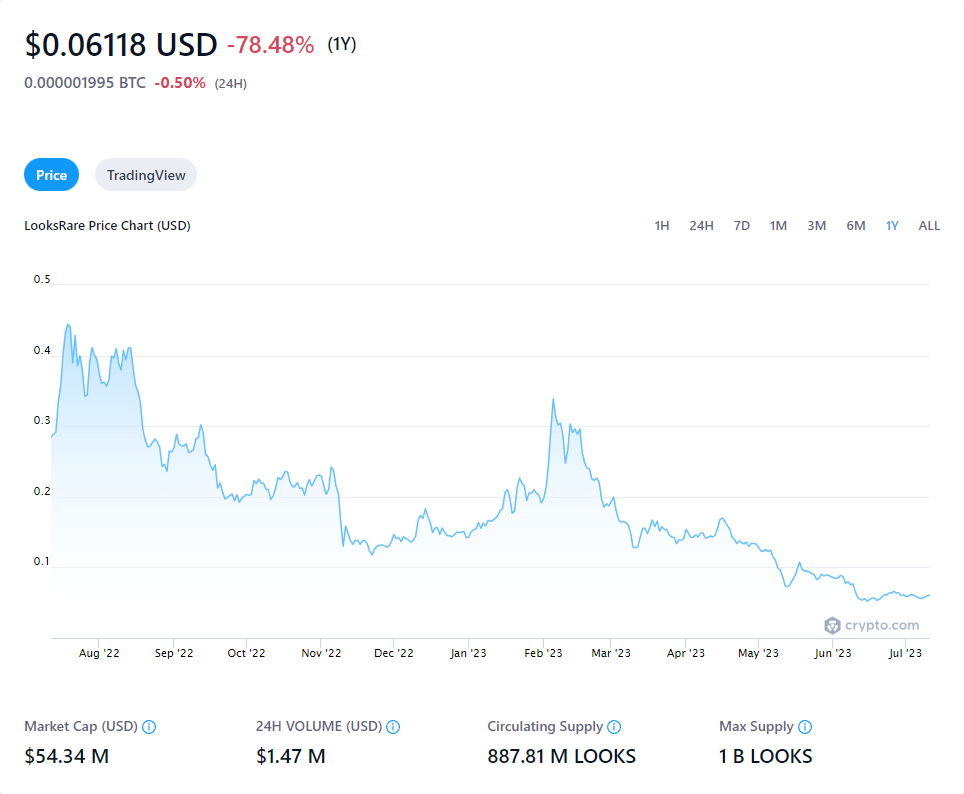 $0.06118 USD -78.48% (1Y)
0.000001995 BTC -0.50% (24H)
Price TradingView
LooksRare Price Chart (USD) 1H 24H 7D 1M 3M 6M 1Y ALL
0.5
0.4
0.3
0.2
0.1
crypto.com
Aug '22 Sep '22 Oct '22 Nov '22 Dec '22 Jan '23 Feb '23 Mar '23 Apr '23 May '23 Jun '23 Jul '23
Market Cap (USD) 24H VOLUME (USD) Circulating Supply Max Supply
$54.34 M $1.47 M 887.81 M LOOKS 1 B LOOKS